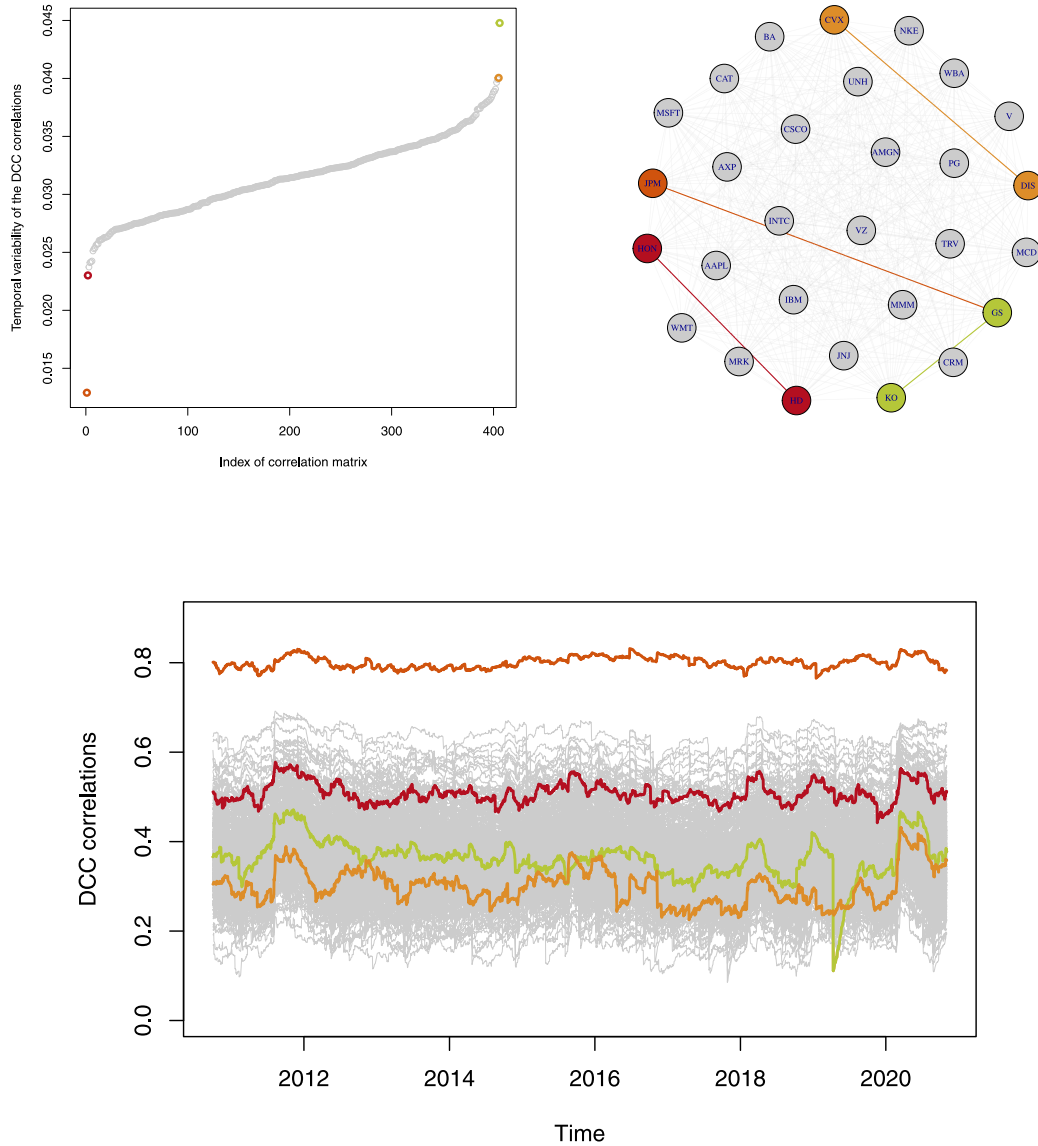 Temporal variability of the DCC correlations
0.045
0.040
0.035
0.030
0.025
0.020
0.015
0
100
200
300
400
Index of correlation matrix
CVX
NKE
BA
WBA
CAT
UNH
MSFT
V
CSCO
AMGN
PG
AXP
JPM
DIS
INTC
VZ
TRV
HON
MCD
AAPL
IBM
MMM
GS
WMT
JNJ
MRK
CRM
HD
KO
DCC correlations
0.8
0.6
0.4
0.2
0.0
2012
2014
2016
2018
2020
Time